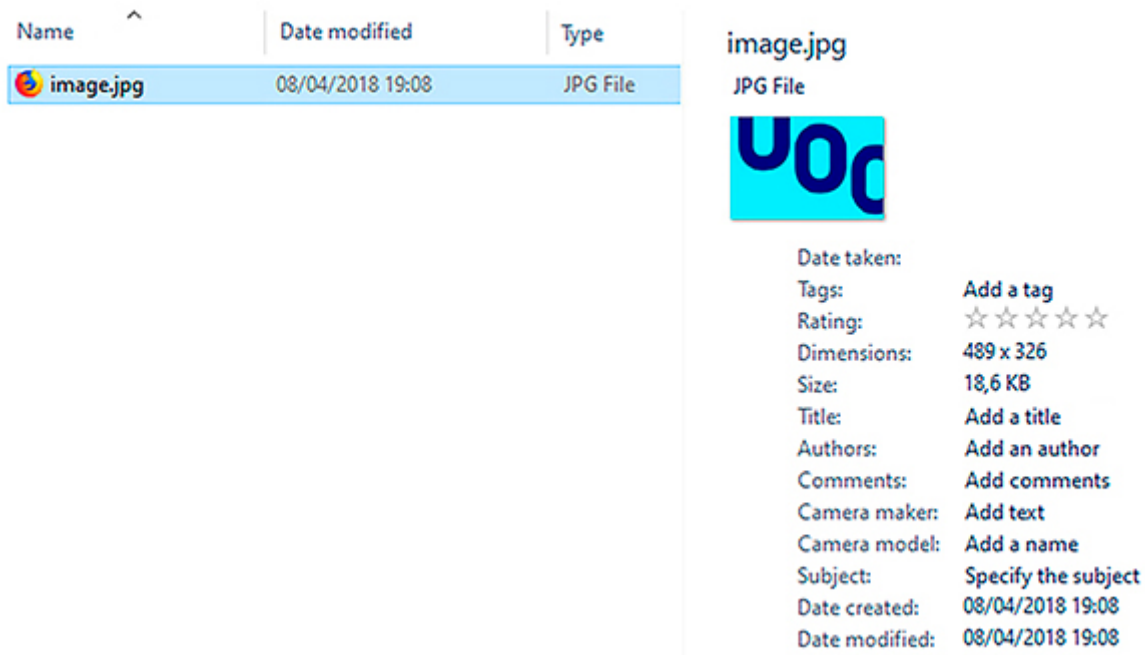 Name Date modified Type
image.jpg 08/04/2018 19:08 JPG File
image.jpg
JPG File
UOC
Date taken:
Tags: Add a tag
Rating:
Dimensions: 489 x 326
Size: 18,6 KB
Title: Add a title
Authors: Add an author
Comments: Add comments
Camera maker: Add text
Camera model: Add a name
Subject: Specify the subject
Date created: 08/04/2018 19:08
Date modified: 08/04/2018 19:08